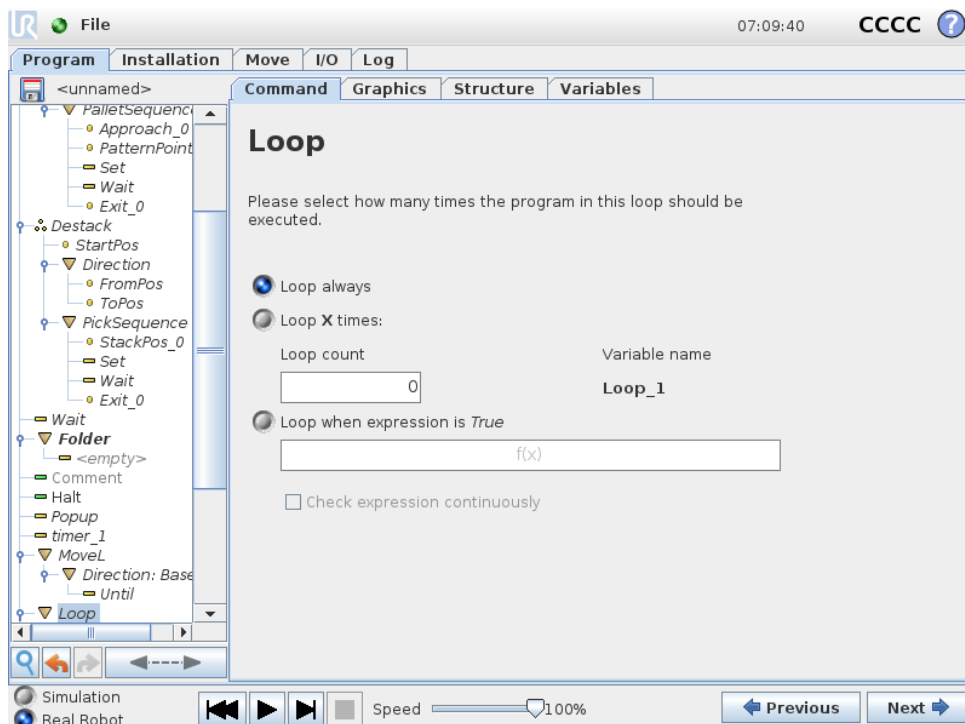 UR File 07:09:40 CCCC ?
Program Installation Move I/O Log
<unnamed> Command Graphics Structure Variables
PalletSequence
Approach_0
PatternPoint
Set
Wait
Exit_0
Destack
StartPos
Direction
FromPos
ToPos
PickSequence
StackPos_0
Set
Wait
Exit_0
Wait
Folder
<empty>
Comment
Halt
Popup
timer_1
MoveL
Direction: Base
Until
Loop
Loop
Please select how many times the program in this loop should be
executed.
Loop always
Loop X times:
Loop count Variable name
0 Loop_1
Loop when expression is True
f(x)
Check expression continuously
Simulation
Real Robot
Speed 100%
Previous Next